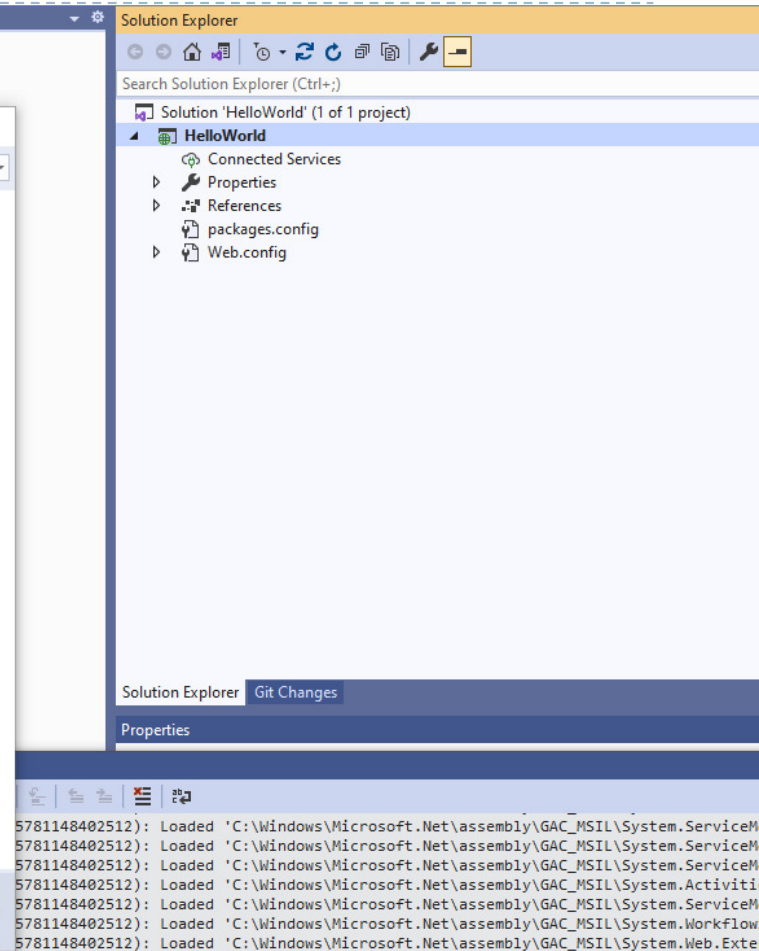 Solution Explorer
Search Solution Explorer (Ctrl+;)
Solution 'HelloWorld' (1 of 1 project)
HelloWorld
Connected Services
Properties
References
packages.config
Web.config
Solution Explorer Git Changes
Properties
5781148402512): Loaded 'C:\Windows\Microsoft.Net\assembly\GAC_MSIL\System.ServiceM
5781148402512): Loaded 'C:\Windows\Microsoft.Net\assembly\GAC_MSIL\System.ServiceM
5781148402512): Loaded 'C:\Windows\Microsoft.Net\assembly\GAC_MSIL\System.ServiceM
5781148402512): Loaded 'C:\Windows\Microsoft.Net\assembly\GAC_MSIL\System.Activiti
5781148402512): Loaded 'C:\Windows\Microsoft.Net\assembly\GAC_MSIL\System.ServiceM
5781148402512): Loaded 'C:\Windows\Microsoft.Net\assembly\GAC_MSIL\System.Workflow
5781148402512): Loaded 'C:\Windows\Microsoft.Net\assembly\GAC_MSIL\System.Web.Exte